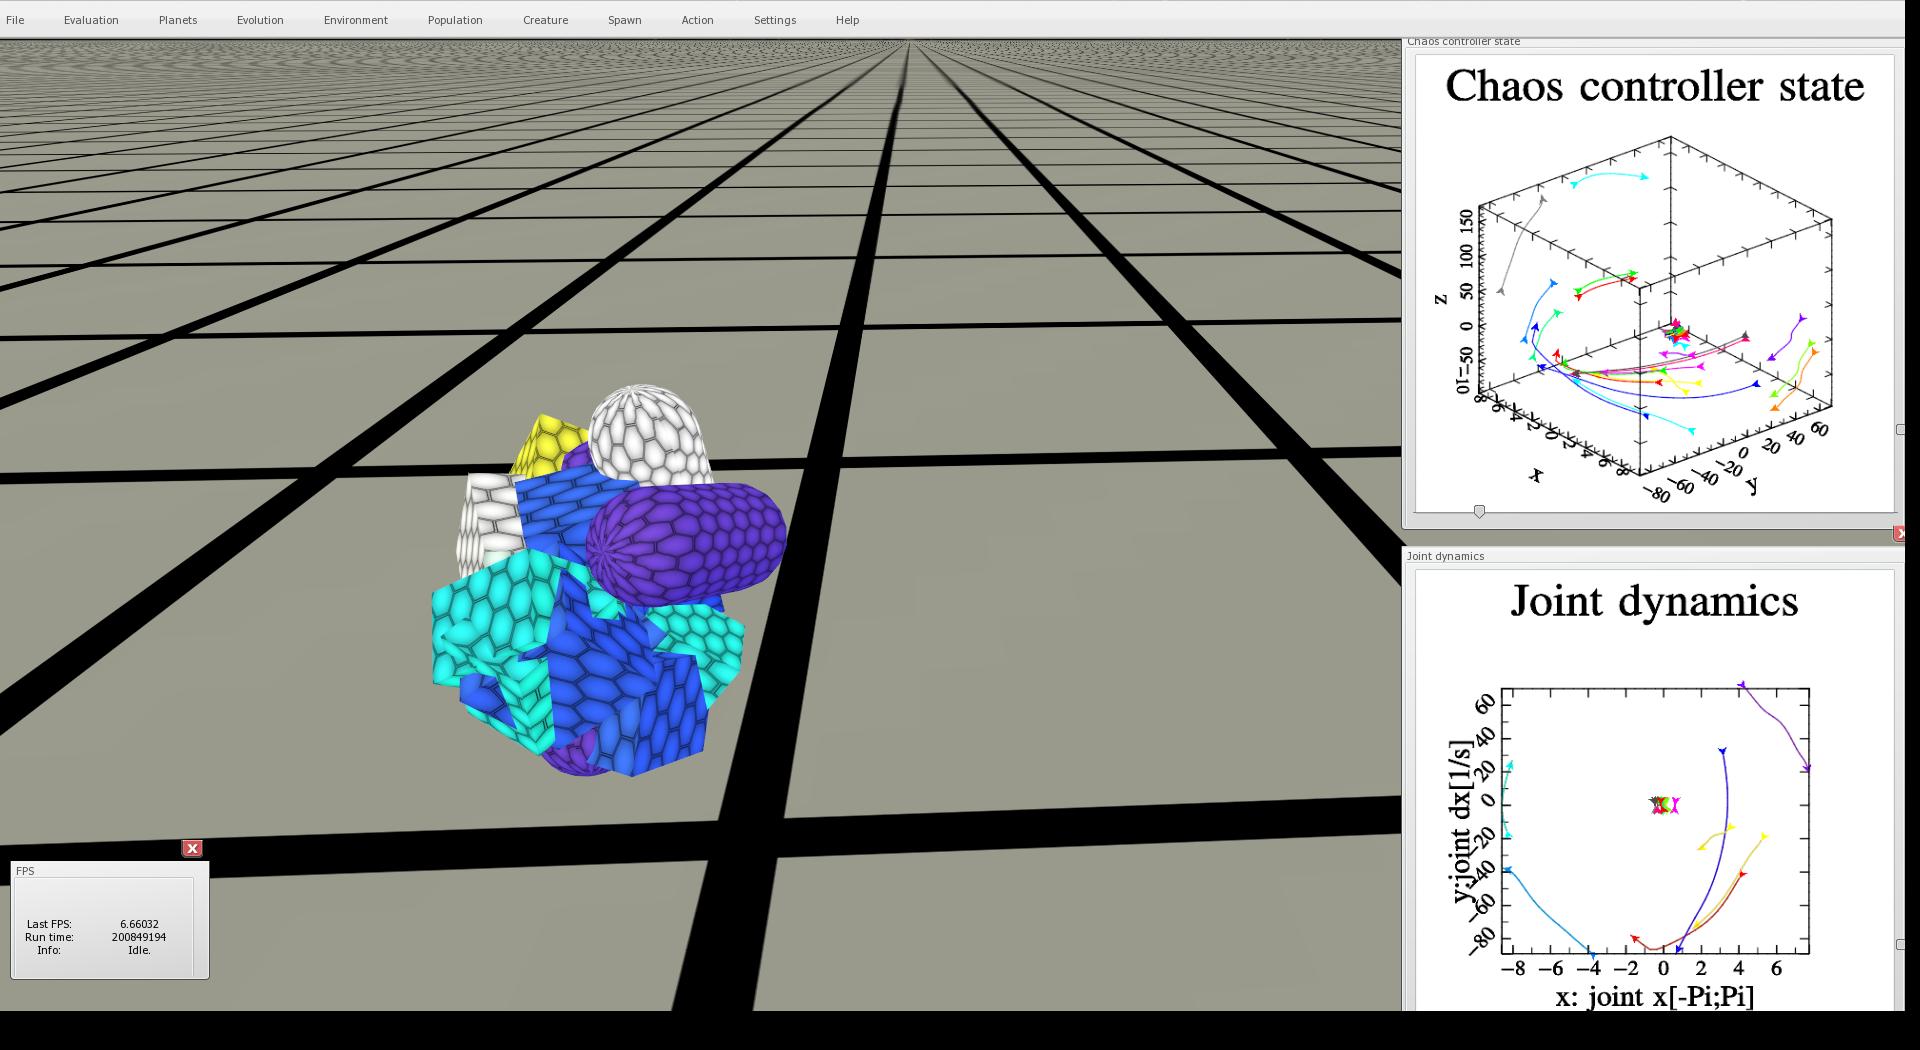 File Evaluation Planets Evolution Environment Population Creature Spawn Action Settings Help
Chaos controller state
Chaos controller state
150
100
50
0
−50
−10
z
8 6 4 2 0 2 4 6 8
x
−80 −60 −40 −20 0 20 40 60
y
Joint dynamics
Joint dynamics
60
40
20
0
−20
−40
−60
−80
y:joint dx[1/s]
−8 −6 −4 −2 0 2 4 6
x: joint x[-Pi;Pi]
FPS
Last FPS: 6.66032
Run time: 200849194
Info: Idle.